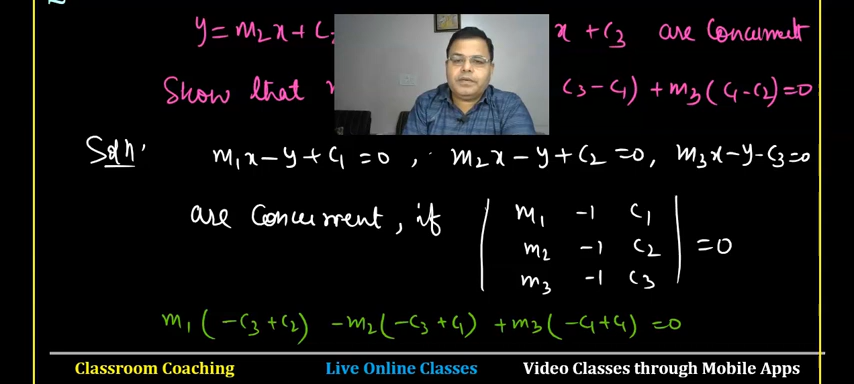 y = m₂x + c₂ x + c₃ are concurrent
Show that c₃ - c₁) + m₃ (c₁ - c₂) = 0
Solⁿ. m₁x - y + c₁ = 0 , m₂x - y + c₂ = 0, m₃x - y - c₃ = 0
are concurrent, if | m₁ -1 c₁ |
| m₂ -1 c₂ | = 0
| m₃ -1 c₃ |
m₁ ( -c₃ + c₂) - m₂ ( -c₃ + c₁) + m₃ ( -c₁ + c₁) = 0
Classroom Coaching Live Online Classes Video Classes through Mobile Apps